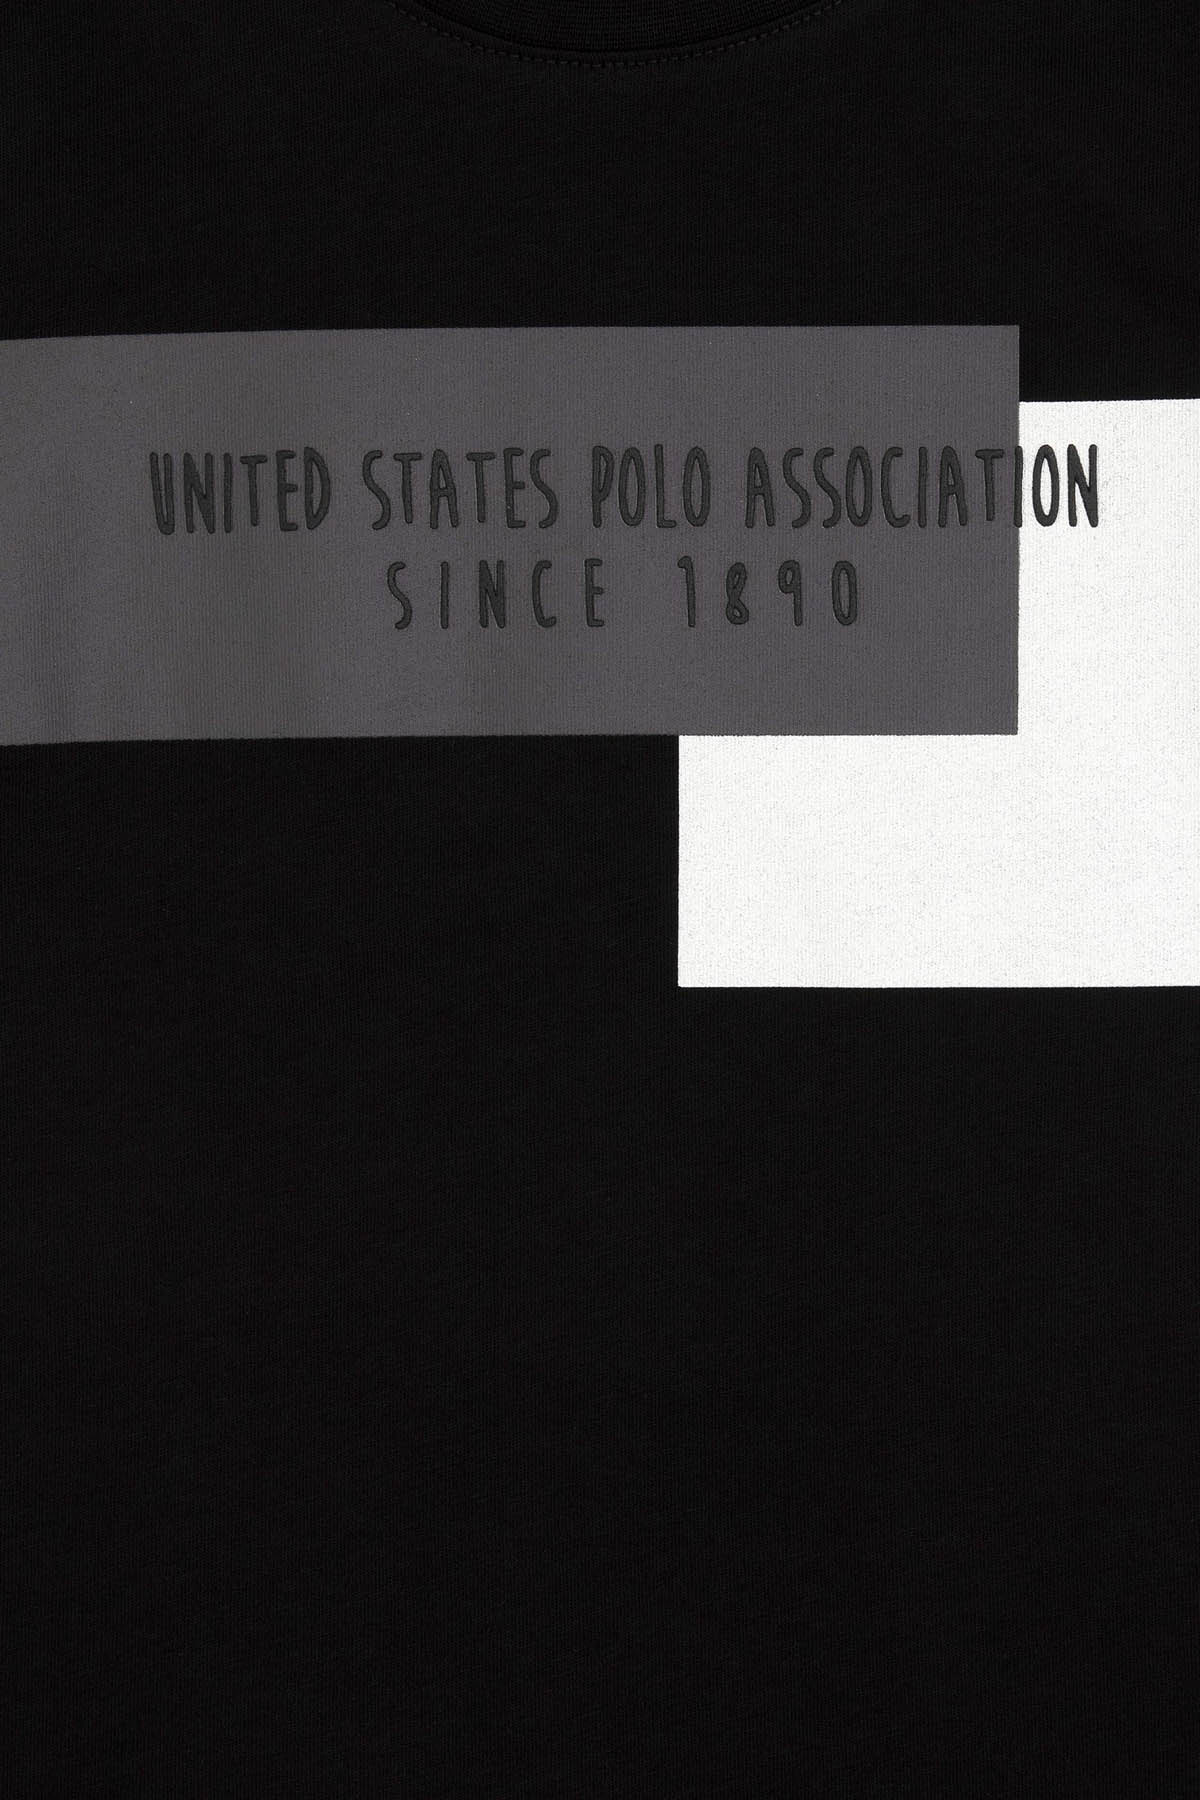 UNITED STATES POLO ASSOCIATION
SINCE 1890